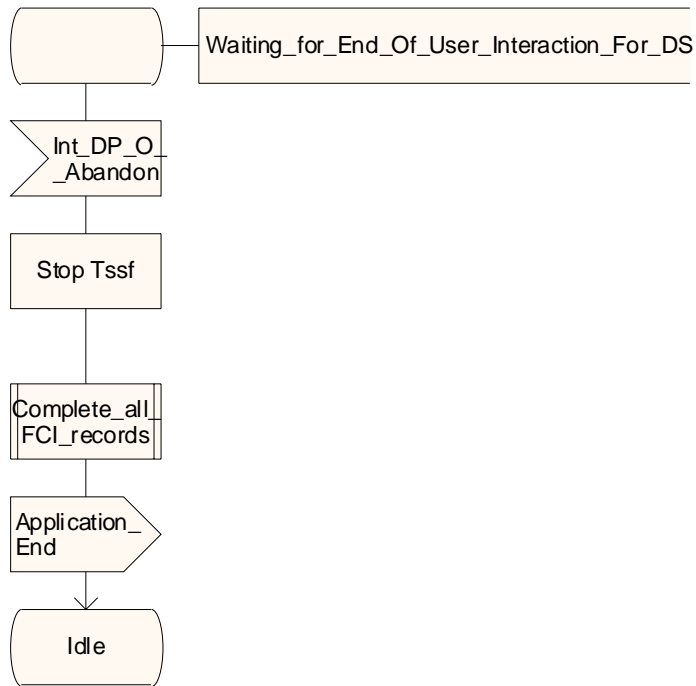 Waiting_for_End_Of_User_Interaction_For_DS
Int_DP_O_
_Abandon
Stop Tssf
Complete_all_
FCI_records
Application_
End
Idle